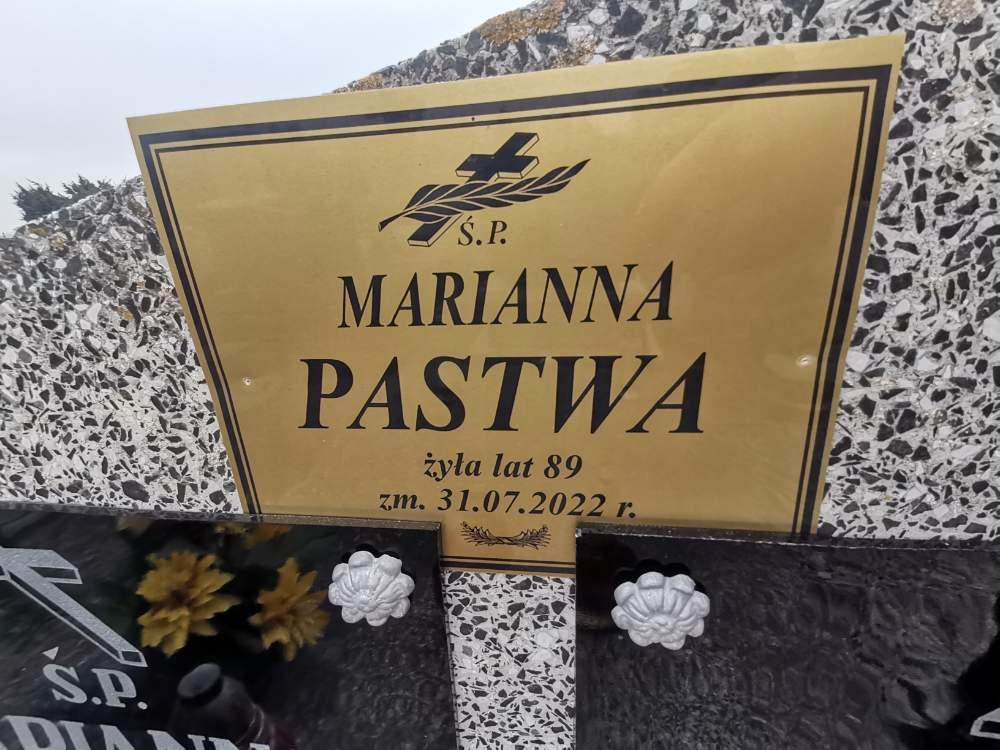 Ś.P.
MARIANNA
PASTWA
żyła lat 89
zm. 31.07.2022 r.
Ś.P.